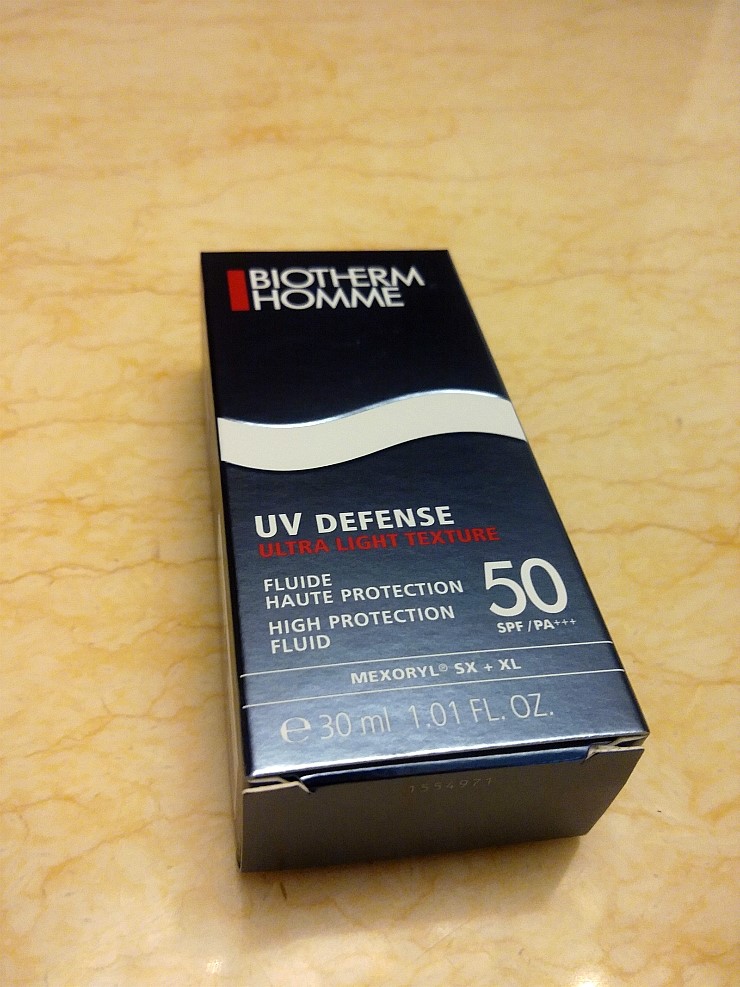 BIOTHERM
HOMME
UV DEFENSE
ULTRA LIGHT TEXTURE
FLUIDE
HAUTE PROTECTION
HIGH PROTECTION
FLUID
50
SPF/PA+++
MEXORYL® SX + XL
℮ 30 ml 1.01 FL. OZ.
1554971